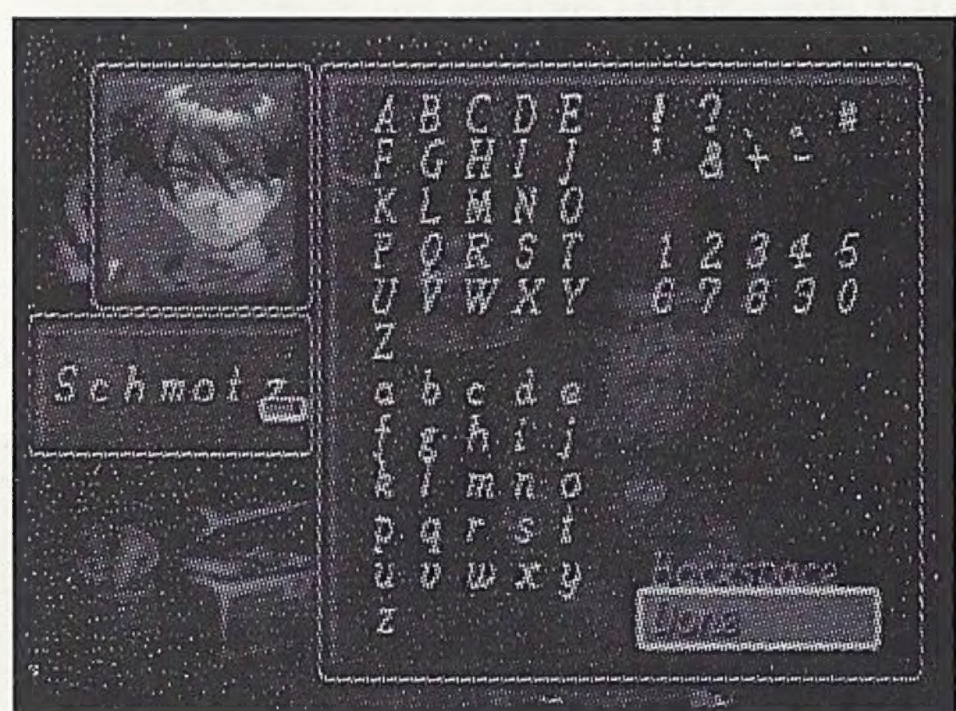 Schmotz
A B C D E ! ? #
F G H I J & + -
K L M N O
P Q R S T 1 2 3 4 5
U V W X Y 6 7 8 9 0
Z
a b c d e
f g h i j
k l m n o
p q r s t
u v w x y
z
Backspace
Done